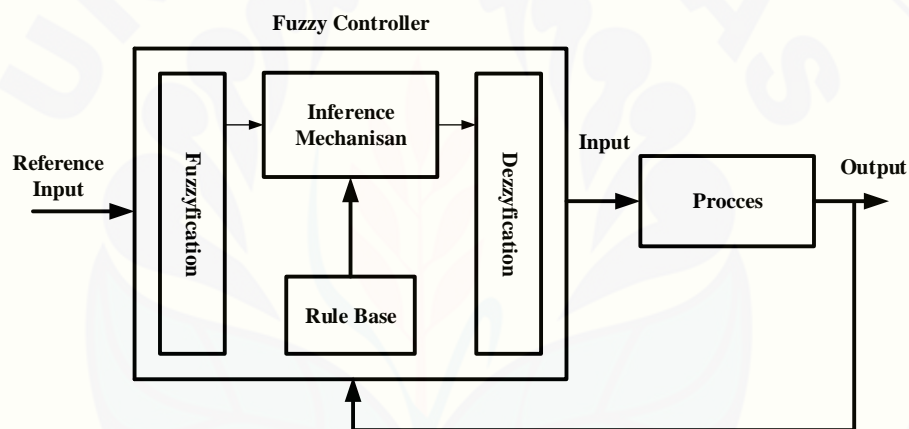 Fuzzy Controller
Reference
Input
Fuzzyfication
Inference
Mechanisan
Rule Base
Dezzyfication
Input
Procces
Output